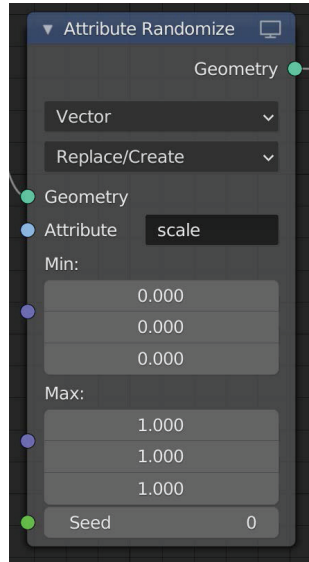 Attribute Randomize
Geometry
Vector
Replace/Create
Geometry
Attribute scale
Min:
0.000
0.000
0.000
Max:
1.000
1.000
1.000
Seed 0